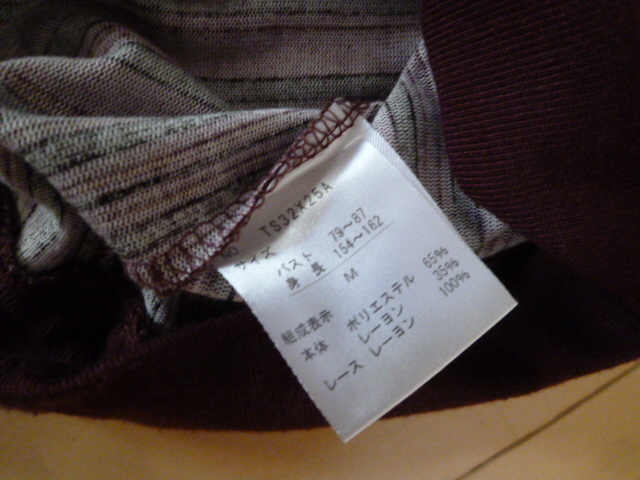 NO. TS32X25A
サイズ
バスト 79～87
身長 154～162
M
組成表示
本体 ポリエステル 65%
レーヨン 35%
レース レーヨン 100%